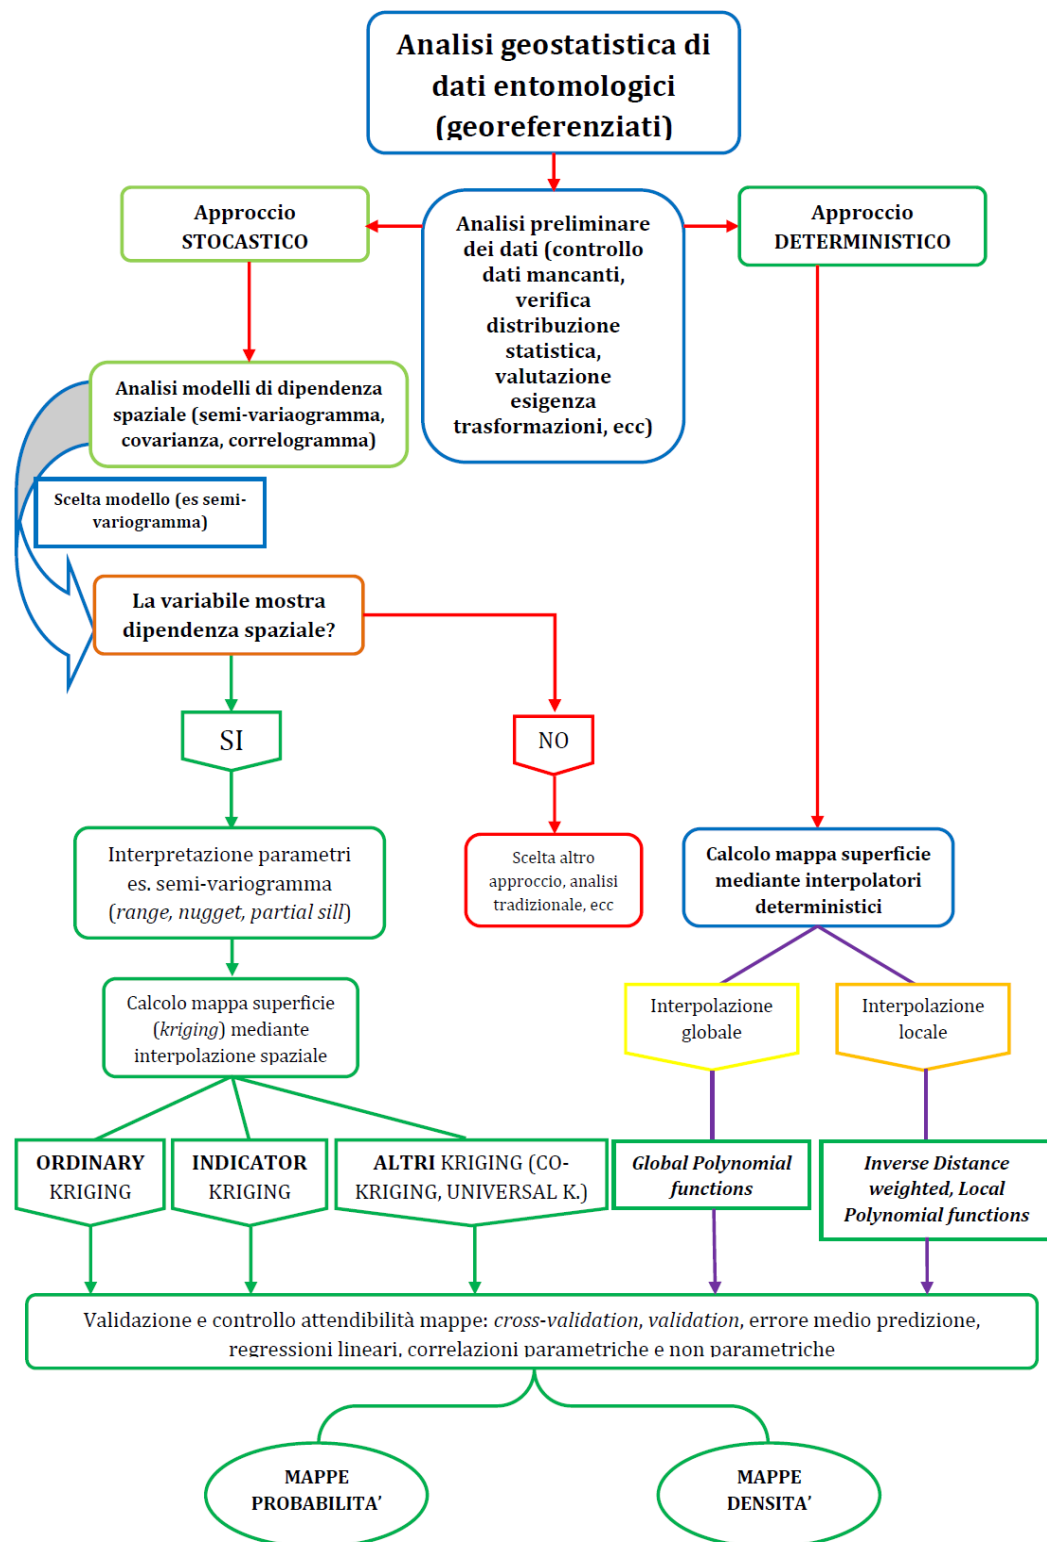 Analisi geostatistica di
dati entomologici
(georeferenziati)
Approccio
STOCASTICO
Analisi preliminare
dei dati (controllo
dati mancanti,
verifica
distribuzione
statistica,
valutazione
esigenza
trasformazioni, ecc)
Approccio
DETERMINISTICO
Analisi modelli di dipendenza
spaziale (semi-variaogramma,
covarianza, correlogramma)
Scelta modello (es semi-
variogramma)
La variabile mostra
dipendenza spaziale?
SI
NO
Interpretazione parametri
es. semi-variogramma
(range, nugget, partial sill)
Scelta altro
approccio, analisi
tradizionale, ecc
Calcolo mappa superficie
mediante interpolatori
deterministici
Calcolo mappa superficie
(kriging) mediante
interpolazione spaziale
Interpolazione
globale
Interpolazione
locale
ORDINARY
KRIGING
INDICATOR
KRIGING
ALTRI KRIGING (CO-
KRIGING, UNIVERSAL K.)
Global Polynomial
functions
Inverse Distance
weighted, Local
Polynomial functions
Validazione e controllo attendibilità mappe: cross-validation, validation, errore medio predizione,
regressioni lineari, correlazioni parametriche e non parametriche
MAPPE
PROBABILITA’
MAPPE
DENSITA’